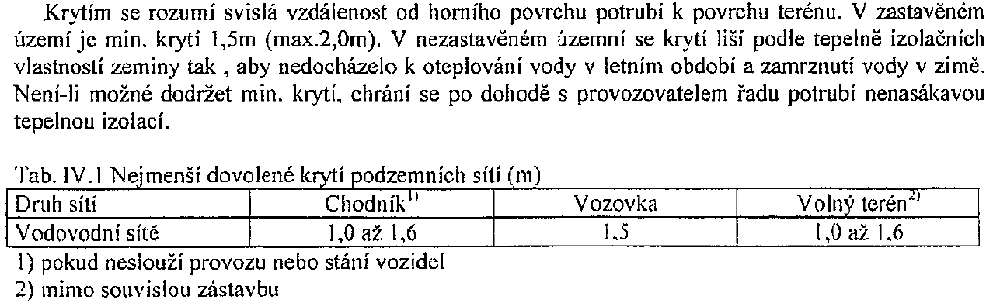 Krytím se rozumí svislá vzdálenost od horního povrchu potrubí k povrchu terénu. V zastavěném
území je min. krytí 1,5m (max.2,0m). V nezastavěném územní se krytí liší podle tepelně izolačních
vlastností zeminy tak , aby nedocházelo k oteplování vody v letním období a zamrznutí vody v zimě.
Není-li možné dodržet min. krytí, chrání se po dohodě s provozovatelem řadu potrubí nenasákavou
tepelnou izolací.
Tab. IV.1 Nejmenší dovolené krytí podzemních sítí (m)
Druh sítí Chodník1) Vozovka Volný terén2)
Vodovodní sítě 1,0 až 1,6 1,5 1,0 až 1,6
1) pokud neslouží provozu nebo stání vozidel
2) mimo souvislou zástavbu